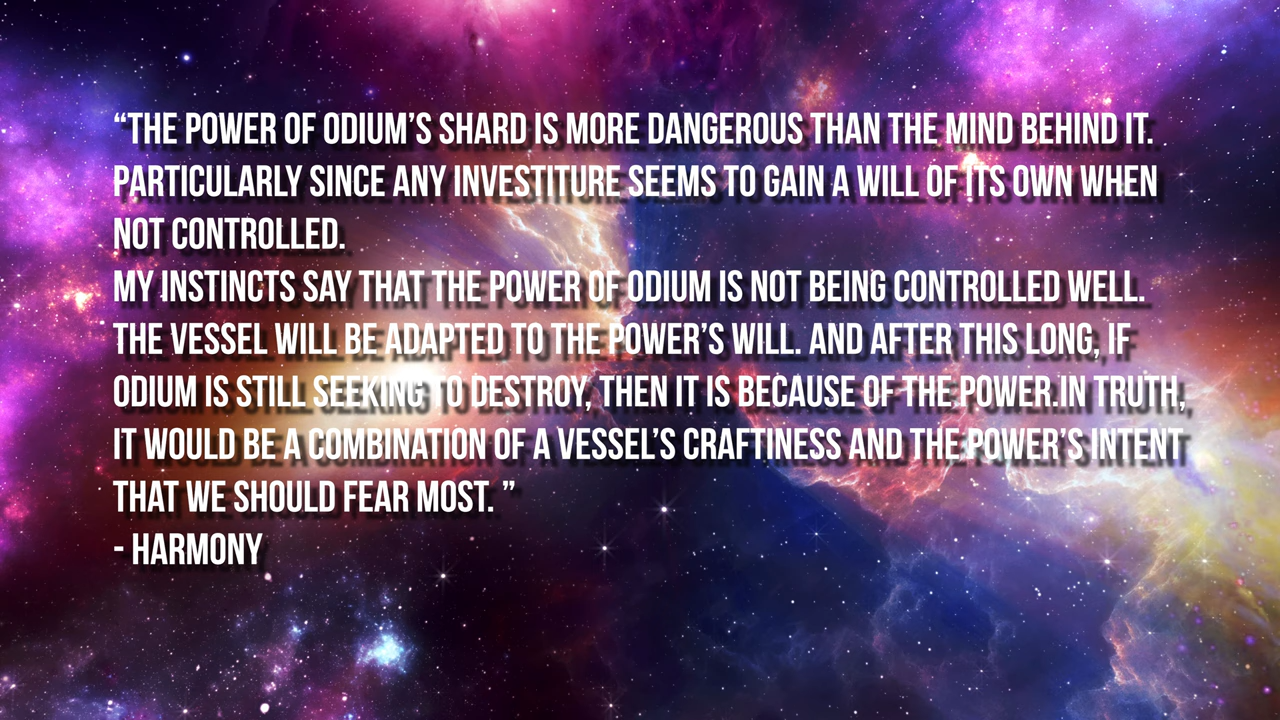 “THE POWER OF ODIUM’S SHARD IS MORE DANGEROUS THAN THE MIND BEHIND IT.
PARTICULARLY SINCE ANY INVESTITURE SEEMS TO GAIN A WILL OF ITS OWN WHEN
NOT CONTROLLED.
MY INSTINCTS SAY THAT THE POWER OF ODIUM IS NOT BEING CONTROLLED WELL.
THE VESSEL WILL BE ADAPTED TO THE POWER’S WILL. AND AFTER THIS LONG, IF
ODIUM IS STILL SEEKING TO DESTROY, THEN IT IS BECAUSE OF THE POWER.IN TRUTH,
IT WOULD BE A COMBINATION OF A VESSEL’S CRAFTINESS AND THE POWER’S INTENT
THAT WE SHOULD FEAR MOST. ”
- HARMONY